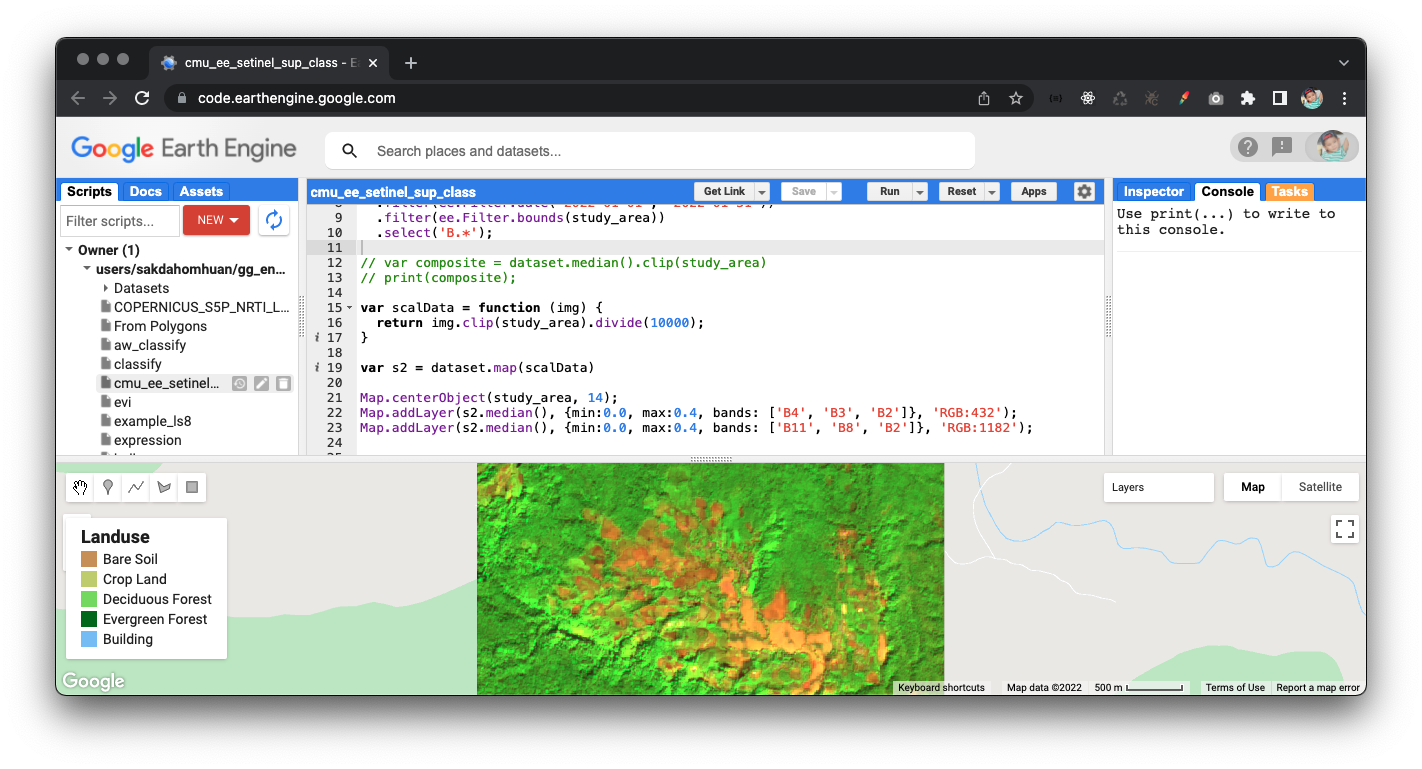 cmu_ee_setinel_sup_class - E
code.earthengine.google.com
Google Earth Engine
Search places and datasets...
Scripts Docs Assets
Filter scripts...
NEW
Owner (1)
users/sakdahomhuan/gg_en...
Datasets
COPERNICUS_S5P_NRTI_L...
From Polygons
aw_classify
classify
cmu_ee_setinel...
evi
example_ls8
expression
cmu_ee_setinel_sup_class
Get Link Save Run Reset Apps
9 .filter(ee.Filter.bounds(study_area))
10 .select('B.*');
11
12 // var composite = dataset.median().clip(study_area)
13 // print(composite);
14
15 var scalData = function (img) {
16 return img.clip(study_area).divide(10000);
i 17 }
18
i 19 var s2 = dataset.map(scalData)
20
21 Map.centerObject(study_area, 14);
22 Map.addLayer(s2.median(), {min:0.0, max:0.4, bands: ['B4', 'B3', 'B2']}, 'RGB:432');
23 Map.addLayer(s2.median(), {min:0.0, max:0.4, bands: ['B11', 'B8', 'B2']}, 'RGB:1182');
24
Inspector Console Tasks
Use print(...) to write to
this console.
Layers
Map Satellite
Landuse
Bare Soil
Crop Land
Deciduous Forest
Evergreen Forest
Building
Google
Keyboard shortcuts Map data ©2022 500 m Terms of Use Report a map error